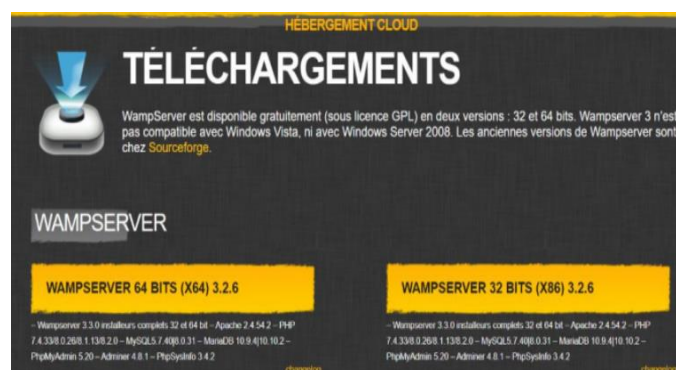 HÉBERGEMENT CLOUD
TÉLÉCHARGEMENTS
WampServer est disponible gratuitement (sous licence GPL) en deux versions : 32 et 64 bits. Wampserver 3 n'est
pas compatible avec Windows Vista, ni avec Windows Server 2008. Les anciennes versions de Wampserver sont
chez Sourceforge.
WAMPSERVER
WAMPSERVER 64 BITS (X64) 3.2.6
– Wampserver 3.3.0 installeurs complets 32 et 64 bit – Apache 2.4.54.2 – PHP
7.4.33/8.0.26/8.1.13/8.2.0 – MySQL5.7.40|8.0.31 – MariaDB 10.9.4|10.10.2 –
PhpMyAdmin 5.20 – Adminer 4.8.1 – PhpSysInfo 3.4.2
changelog
WAMPSERVER 32 BITS (X86) 3.2.6
– Wampserver 3.3.0 installeurs complets 32 et 64 bit – Apache 2.4.54.2 – PHP
7.4.33/8.0.26/8.1.13/8.2.0 – MySQL5.7.40|8.0.31 – MariaDB 10.9.4|10.10.2 –
PhpMyAdmin 5.20 – Adminer 4.8.1 – PhpSysInfo 3.4.2
changelog